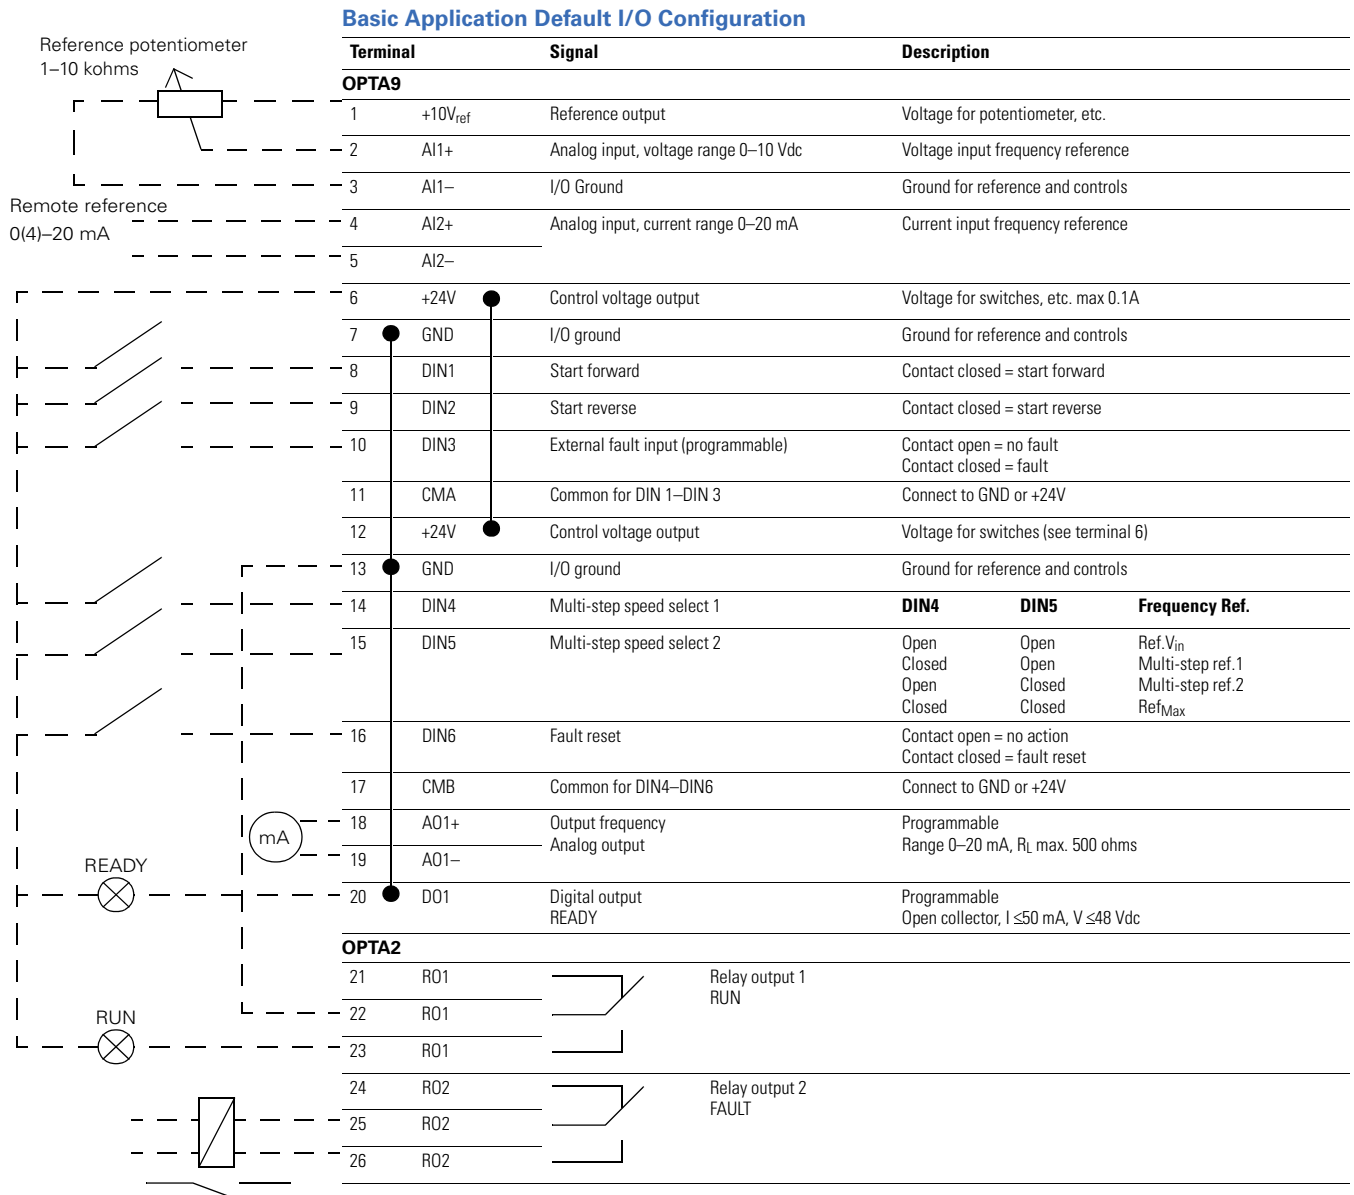 Basic Application Default I/O Configuration
Reference potentiometer
1–10 kohms
Terminal Signal Description
OPTA9
1 +10Vref Reference output Voltage for potentiometer, etc.
2 AI1+ Analog input, voltage range 0–10 Vdc Voltage input frequency reference
3 AI1– I/O Ground Ground for reference and controls
Remote reference
0(4)–20 mA
4 AI2+ Analog input, current range 0–20 mA Current input frequency reference
5 AI2–
6 +24V Control voltage output Voltage for switches, etc. max 0.1A
7 GND I/O ground Ground for reference and controls
8 DIN1 Start forward Contact closed = start forward
9 DIN2 Start reverse Contact closed = start reverse
10 DIN3 External fault input (programmable) Contact open = no fault
Contact closed = fault
11 CMA Common for DIN 1–DIN 3 Connect to GND or +24V
12 +24V Control voltage output Voltage for switches (see terminal 6)
13 GND I/O ground Ground for reference and controls
14 DIN4 Multi-step speed select 1 DIN4 DIN5 Frequency Ref.
15 DIN5 Multi-step speed select 2 Open Open Ref.Vin
Closed Open Multi-step ref.1
Open Closed Multi-step ref.2
Closed Closed RefMax
16 DIN6 Fault reset Contact open = no action
Contact closed = fault reset
17 CMB Common for DIN4–DIN6 Connect to GND or +24V
mA
18 AO1+ Output frequency Programmable
Analog output Range 0–20 mA, RL max. 500 ohms
19 AO1–
READY
20 DO1 Digital output Programmable
READY Open collector, I ≤50 mA, V ≤48 Vdc
OPTA2
21 RO1 Relay output 1
RUN
22 RO1
RUN
23 RO1
24 RO2 Relay output 2
FAULT
25 RO2
26 RO2